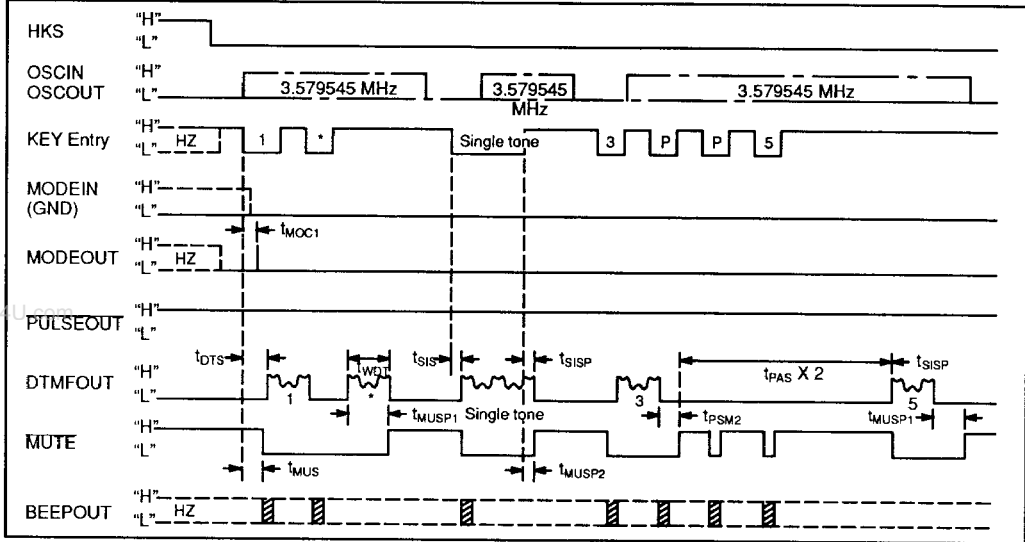 HKS "H"
"L"
OSCIN "H"
OSCOUT "L" 3.579545 MHz 3.579545 MHz 3.579545 MHz
KEY Entry "H"
"L" HZ 1 * Single tone 3 P P 5
MODEIN "H"
(GND) "L"
tMOC1
MODEOUT "H"
"L" HZ
4U.com
PULSEOUT "H"
"L"
tDTS tWDT tSIS tSISP tPAS X 2 tSISP
DTMFOUT "H"
"L" 1 * 3 5
tMUSP1 Single tone tPSM2 tMUSP1
MUTE "H"
"L"
tMUS tMUSP2
BEEPOUT "H"
"L" HZ